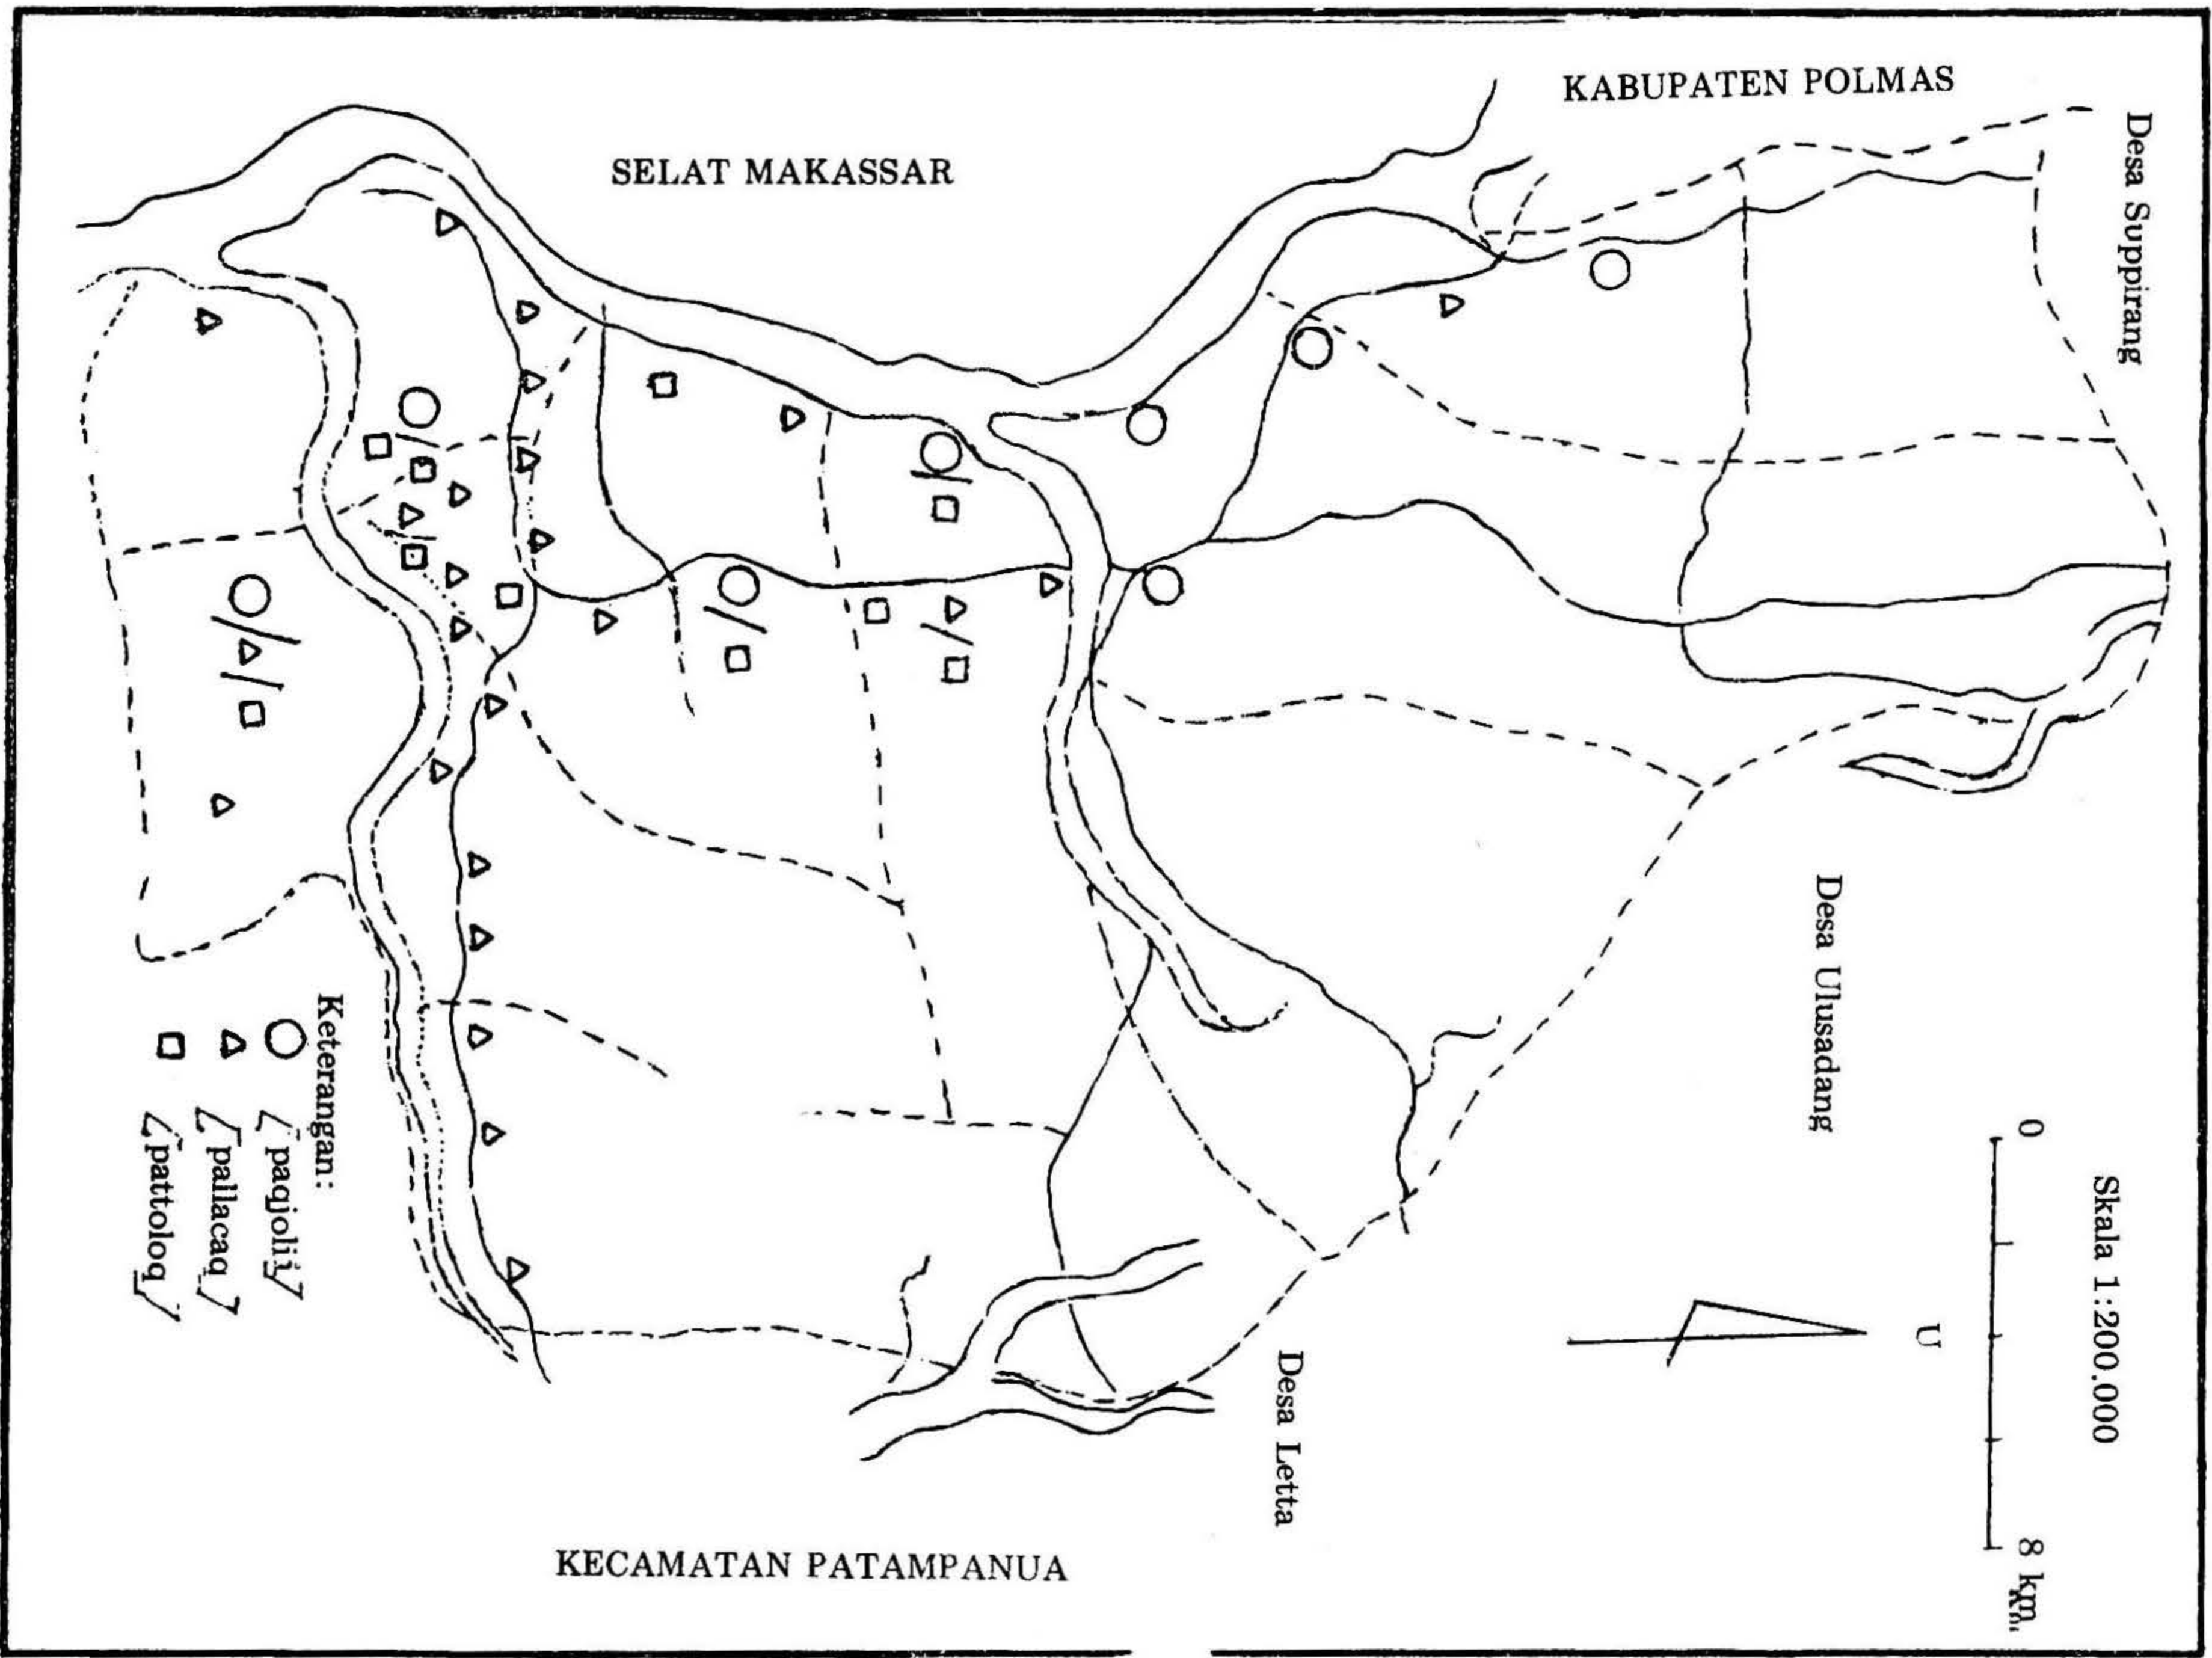 KABUPATEN POLMAS
SELAT MAKASSAR
Desa Suppirang
Desa Ulusadang
Desa Letta
KECAMATAN PATAMPANUA
Skala 1:200.000
0 8 km
U
Keterangan:
[paqjolii]
[pallacaq]
[pattoloq]